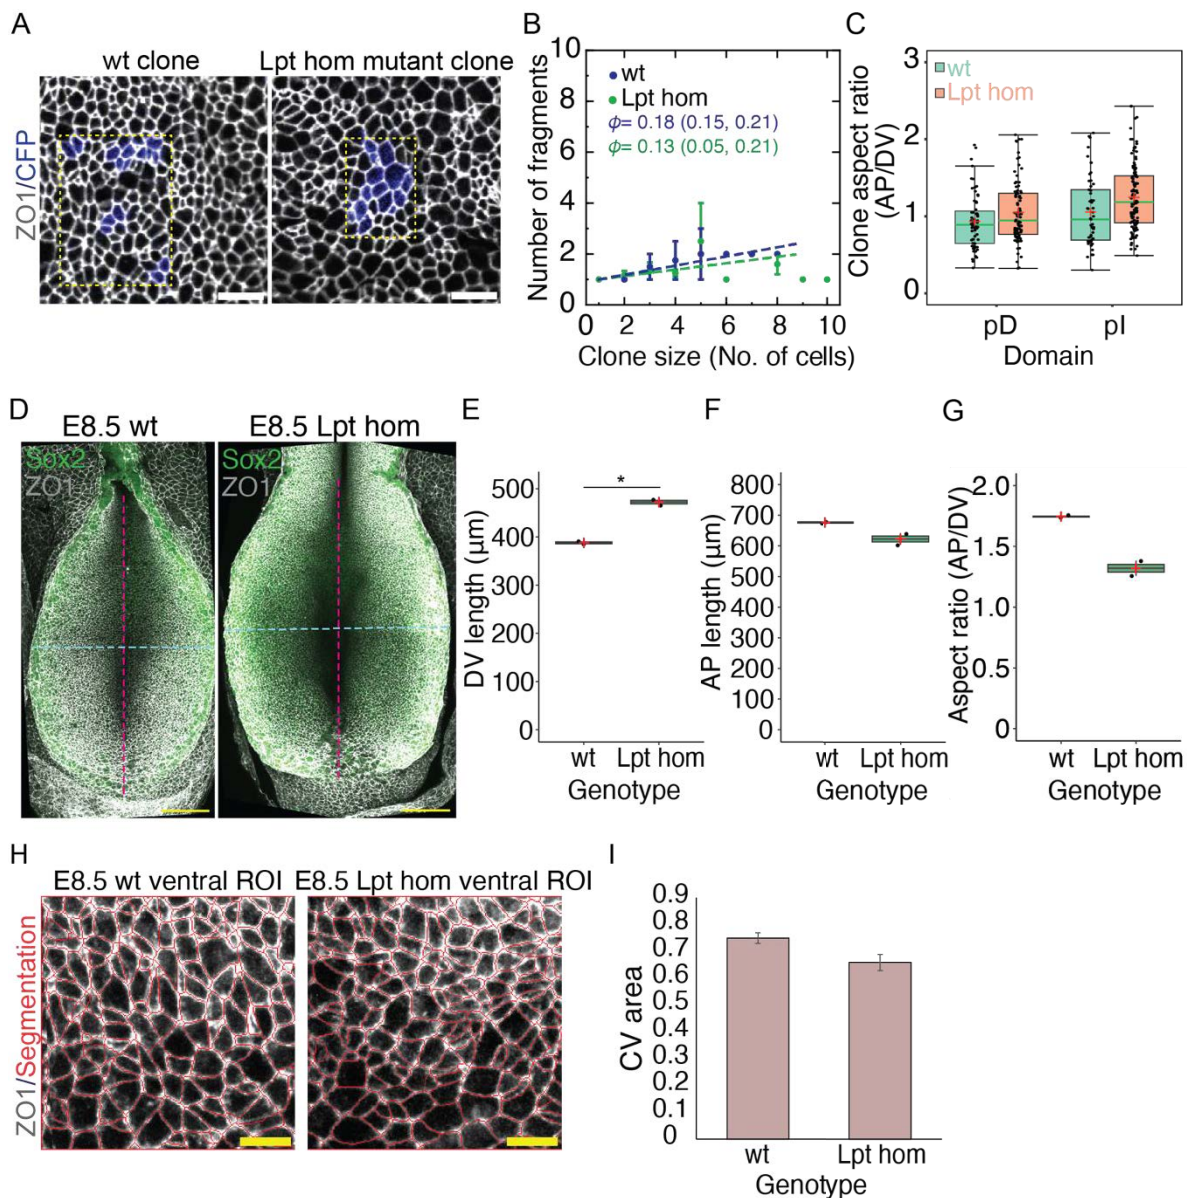 A
wt clone
Lpt hom mutant clone
ZO1/CFP
B
Number of fragments
10
8
6
4
2
0
wt
Lpt hom
ϕ= 0.18 (0.15, 0.21)
ϕ= 0.13 (0.05, 0.21)
0 2 4 6 8 10
Clone size (No. of cells)
C
Clone aspect ratio
(AP/DV)
3
2
1
0
wt
Lpt hom
pD pI
Domain
D
E8.5 wt
E8.5 Lpt hom
Sox2
ZO1
Sox2
ZO1
E
DV length (µm)
500
400
300
200
100
0
*
wt Lpt hom
Genotype
F
AP length (µm)
800
700
600
500
400
300
200
100
0
wt Lpt hom
Genotype
G
Aspect ratio (AP/DV)
2.0
1.5
1.0
0.5
0
wt Lpt hom
Genotype
H
E8.5 wt ventral ROI
E8.5 Lpt hom ventral ROI
ZO1/Segmentation
I
CV area
0.9
0.8
0.7
0.6
0.5
0.4
0.3
0.2
0.1
0
wt Lpt hom
Genotype